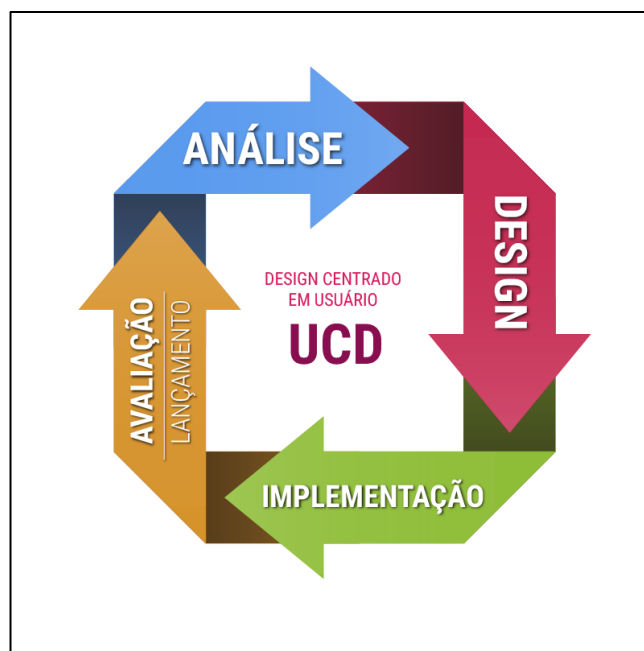 ANÁLISE
DESIGN
DESIGN CENTRADO
EM USUÁRIO
UCD
AVALIAÇÃO
LANÇAMENTO
IMPLEMENTAÇÃO